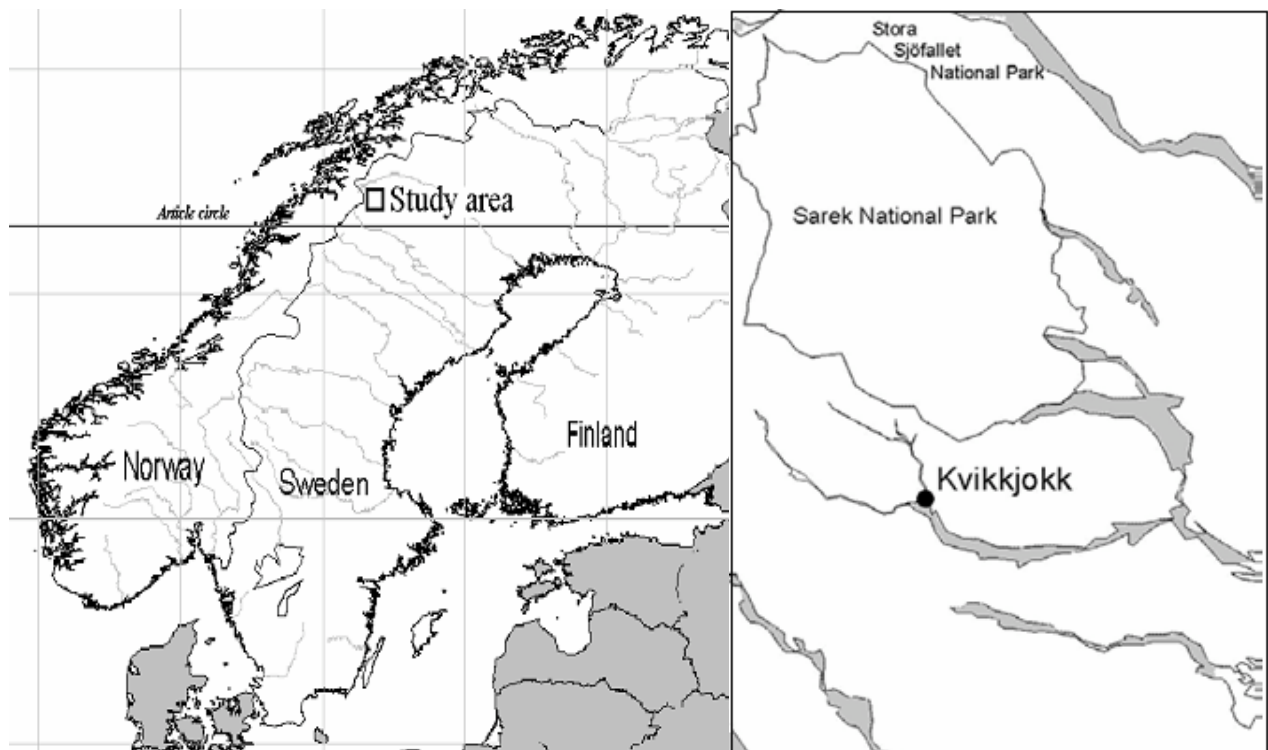 Study area
Article circle
Norway
Sweden
Finland
Stora
Sjöfallet
National Park
Sarek National Park
Kvikkjokk